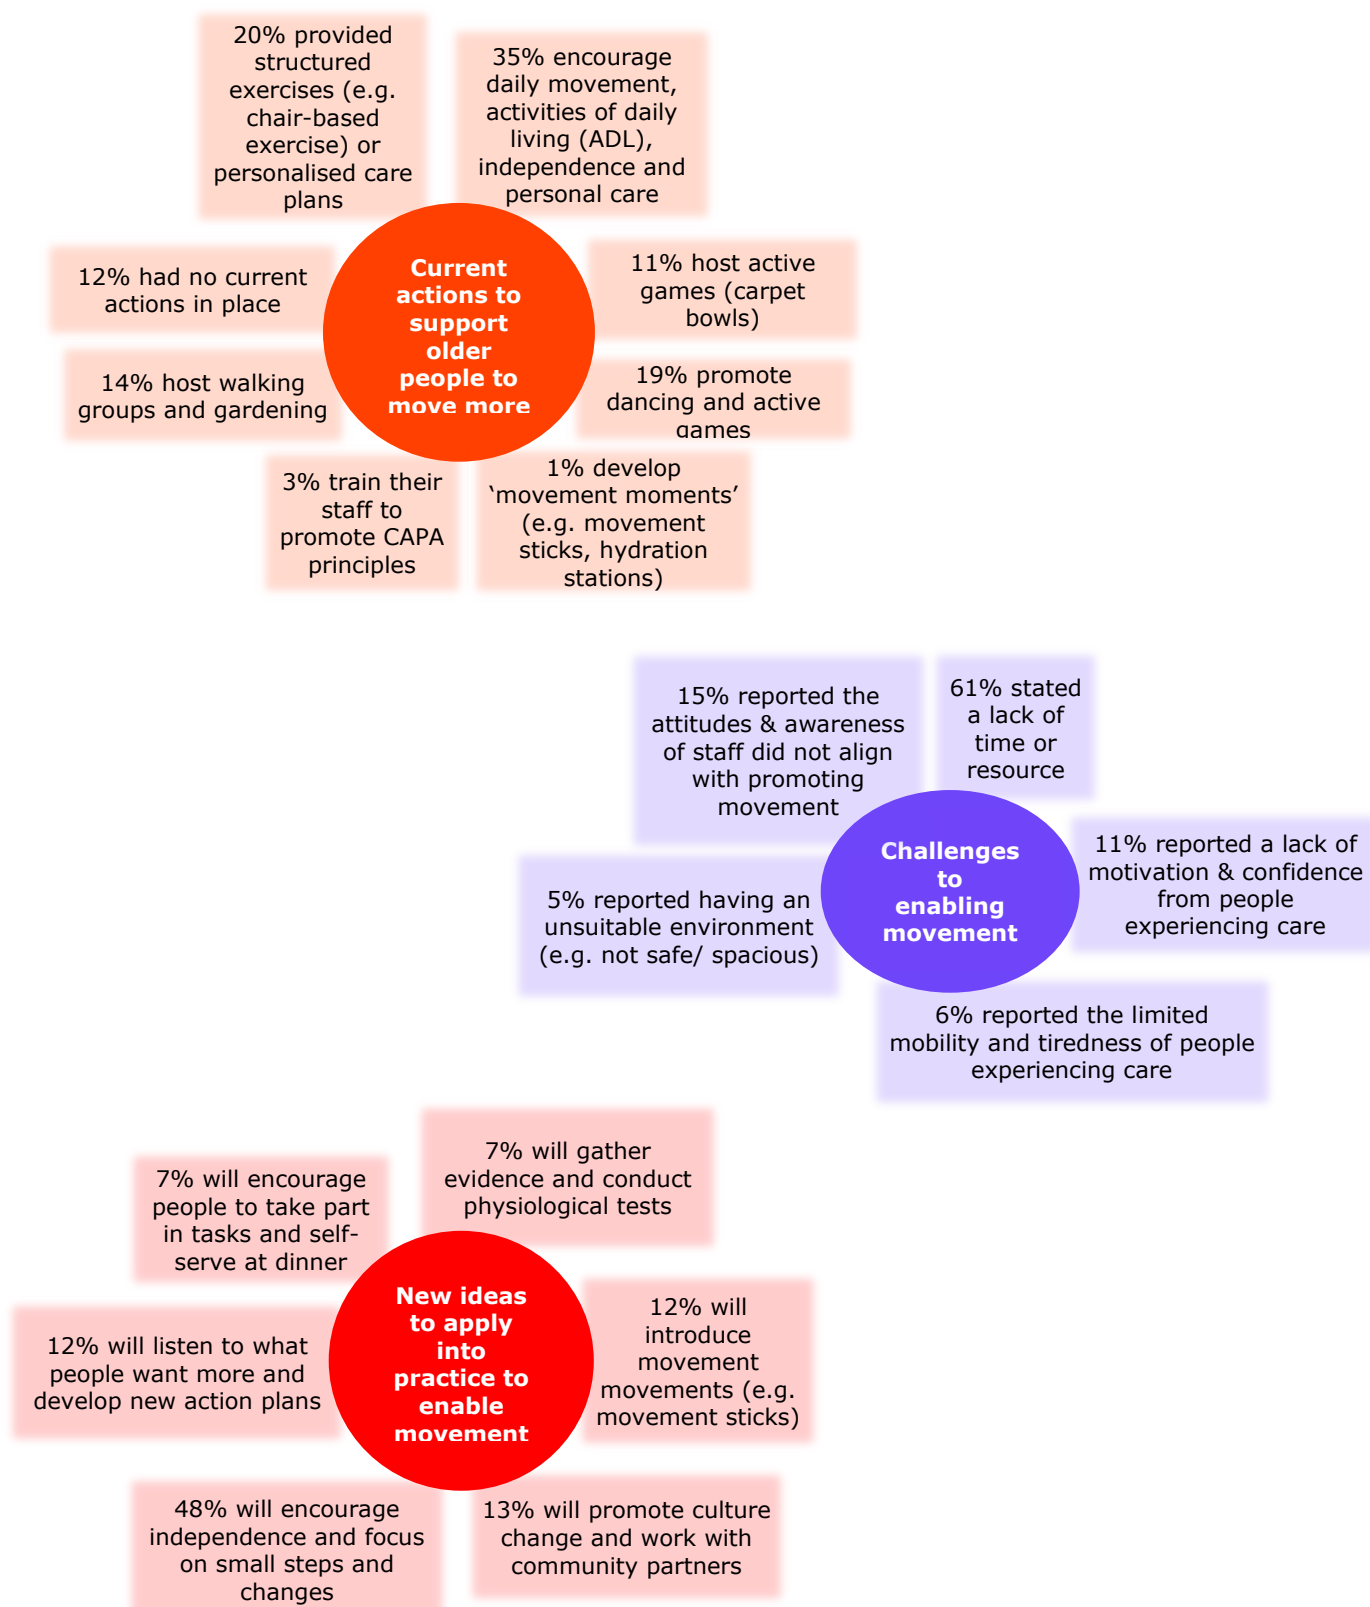 20% provided
structured
exercises (e.g.
chair-based
exercise) or
personalised care
plans
35% encourage
daily movement,
activities of daily
living (ADL),
independence and
personal care
12% had no current
actions in place
Current
actions to
support
older
people to
move more
11% host active
games (carpet
bowls)
14% host walking
groups and gardening
19% promote
dancing and active
games
3% train their
staff to
promote CAPA
principles
1% develop
‘movement moments’
(e.g. movement
sticks, hydration
stations)
15% reported the
attitudes & awareness
of staff did not align
with promoting
movement
61% stated
a lack of
time or
resource
Challenges
to
enabling
movement
11% reported a lack of
motivation & confidence
from people
experiencing care
5% reported having an
unsuitable environment
(e.g. not safe/ spacious)
6% reported the limited
mobility and tiredness of people
experiencing care
7% will gather
evidence and conduct
physiological tests
7% will encourage
people to take part
in tasks and self-
serve at dinner
New ideas
to apply
into
practice to
enable
movement
12% will
introduce
movement
movements (e.g.
movement sticks)
12% will listen to what
people want more and
develop new action plans
48% will encourage
independence and focus
on small steps and
changes
13% will promote culture
change and work with
community partners